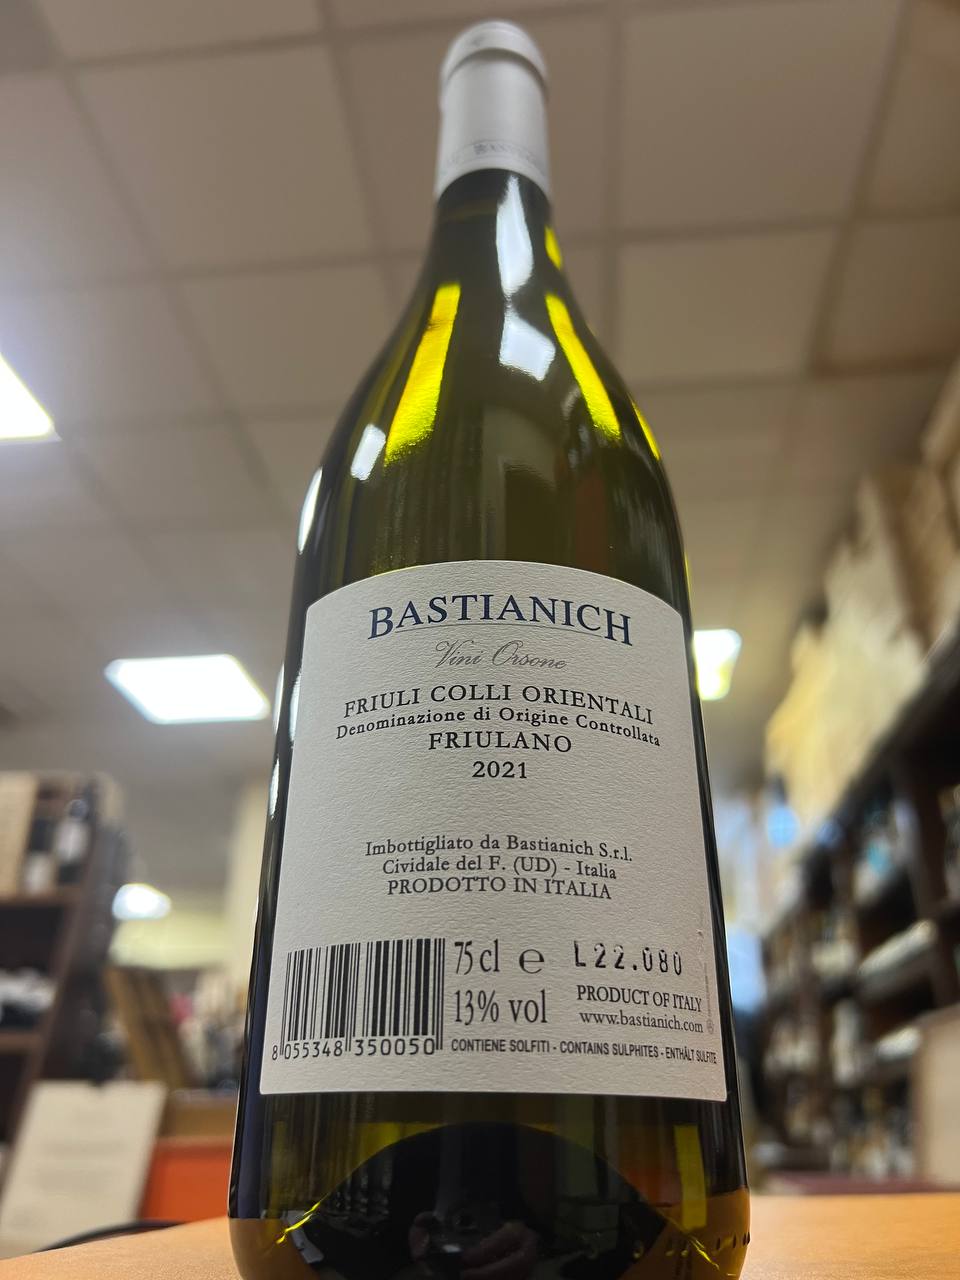 BASTIANICH
Vini Orsone
FRIULI COLLI ORIENTALI
Denominazione di Origine Controllata
FRIULANO
2021
Imbottigliato da Bastianich S.r.l.
Cividale del F. (UD) - Italia
PRODOTTO IN ITALIA
75 cl e L22.080
13% vol PRODUCT OF ITALY
www.bastianich.com
8 055348 350050
CONTIENE SOLFITI - CONTAINS SULPHITES - ENTHÄLT SULFITE